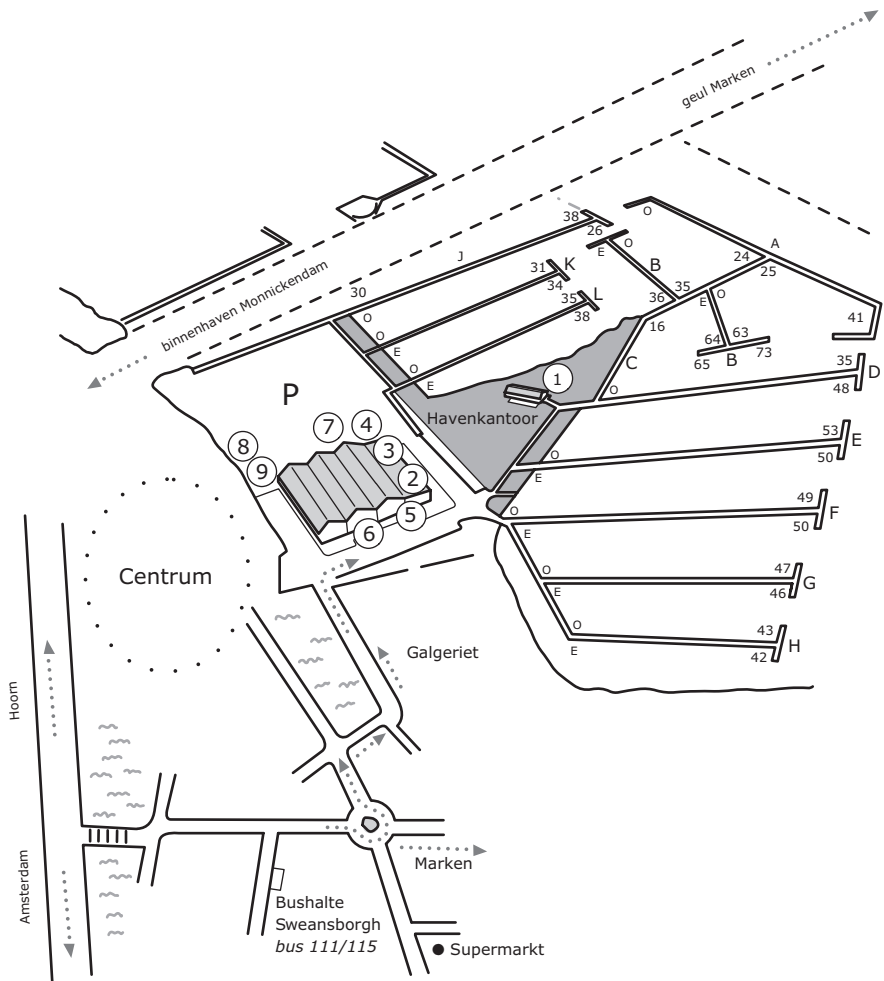 geul Marken
binnenhaven Monnickendam
38
26
O
A
E
O
B
24
25
J
31
K
34
35
L
38
30
35
36
16
E
O
41
O
O
E
O
E
64
63
65
B
73
C
O
35
D
48
1
Havenkantoor
P
7
4
8
3
9
2
5
6
53
E
50
O
E
49
F
50
O
E
47
G
46
O
E
43
H
42
O
E
Centrum
Galgeriet
Hoorn
Amsterdam
Marken
Bushalte
Sweansborgh
bus 111/115
Supermarkt